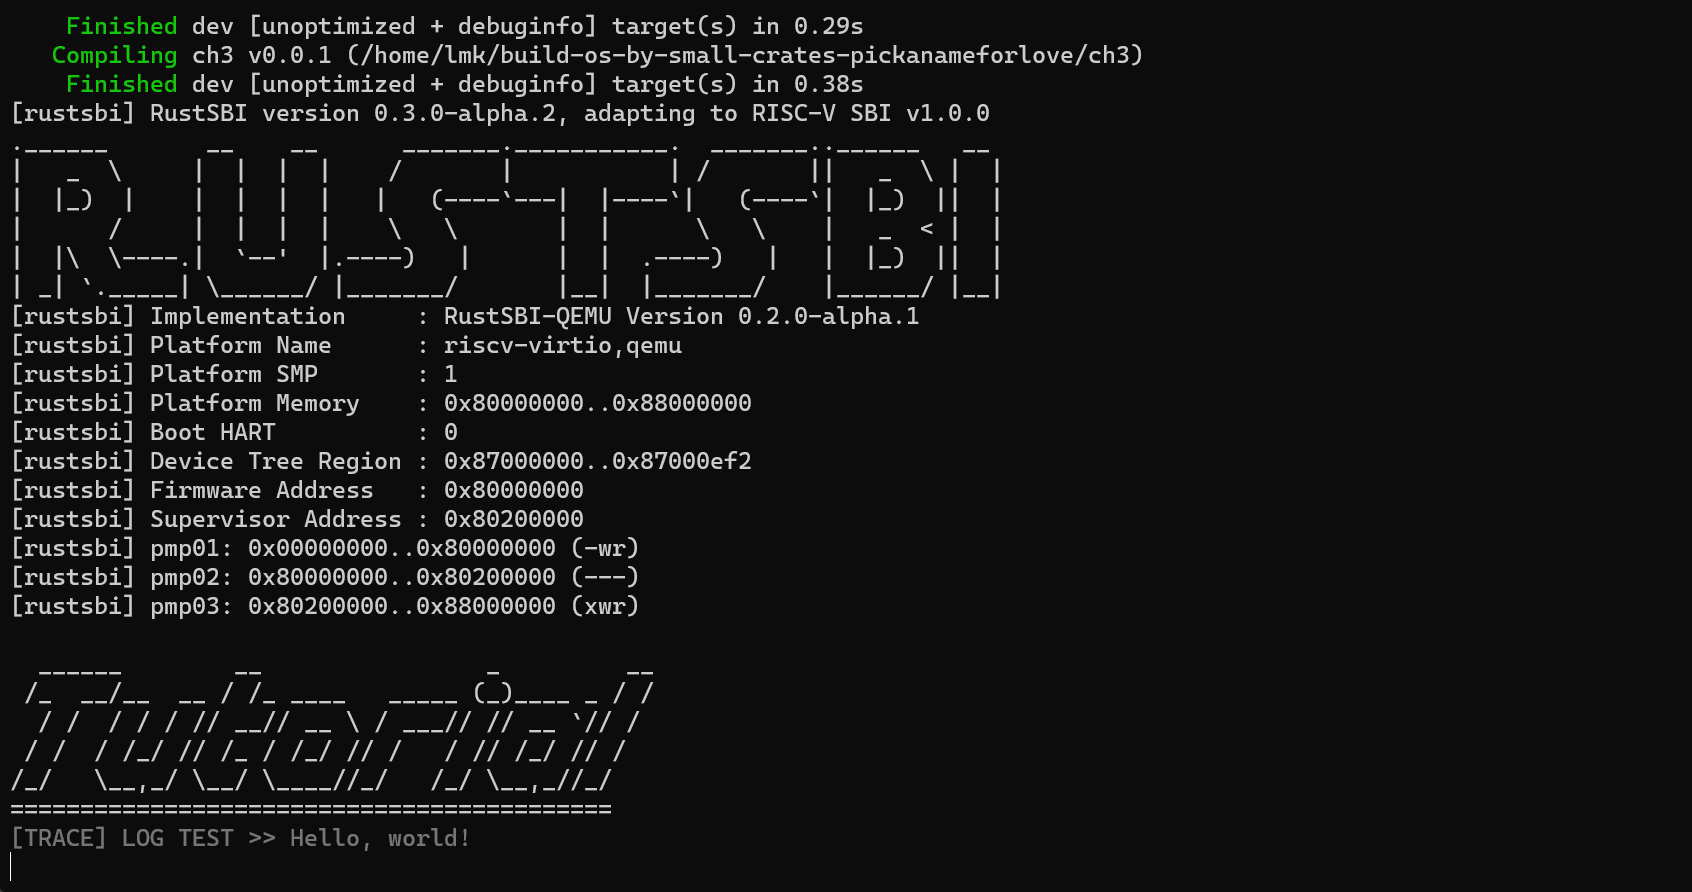 Finished dev [unoptimized + debuginfo] target(s) in 0.29s
   Compiling ch3 v0.0.1 (/home/lmk/build-os-by-small-crates-pickanameforlove/ch3)
    Finished dev [unoptimized + debuginfo] target(s) in 0.38s
[rustsbi] RustSBI version 0.3.0-alpha.2, adapting to RISC-V SBI v1.0.0
.______       __    __      _______.___________.  _______..______   __
|   _  \     |  |  |  |    /       |           | /       ||   _  \ |  |
|  |_)  |    |  |  |  |   |   (----`---|  |----`|   (----`|  |_)  ||  |
|      /     |  |  |  |    \   \       |  |      \   \    |   _  < |  |
|  |\  \----.|  `--'  |.----)   |      |  |  .----)   |   |  |_)  ||  |
| _| `._____| \______/ |_______/       |__|  |_______/    |______/ |__|
[rustsbi] Implementation     : RustSBI-QEMU Version 0.2.0-alpha.1
[rustsbi] Platform Name      : riscv-virtio,qemu
[rustsbi] Platform SMP       : 1
[rustsbi] Platform Memory    : 0x80000000..0x88000000
[rustsbi] Boot HART          : 0
[rustsbi] Device Tree Region : 0x87000000..0x87000ef2
[rustsbi] Firmware Address   : 0x80000000
[rustsbi] Supervisor Address : 0x80200000
[rustsbi] pmp01: 0x00000000..0x80000000 (-wr)
[rustsbi] pmp02: 0x80000000..0x80200000 (---)
[rustsbi] pmp03: 0x80200000..0x88000000 (xwr)

  ______        __                _         __
 /_  __/__  __ / /_ ____   _____ (_)____ _ / /
  / /  / / / // __// __ \ / ___// // __ `// /
 / /  / /_/ // /_ / /_/ // /   / // /_/ // /
/_/   \__,_/ \__/ \____//_/   /_/ \__,_//_/
===========================================
[TRACE] LOG TEST >> Hello, world!